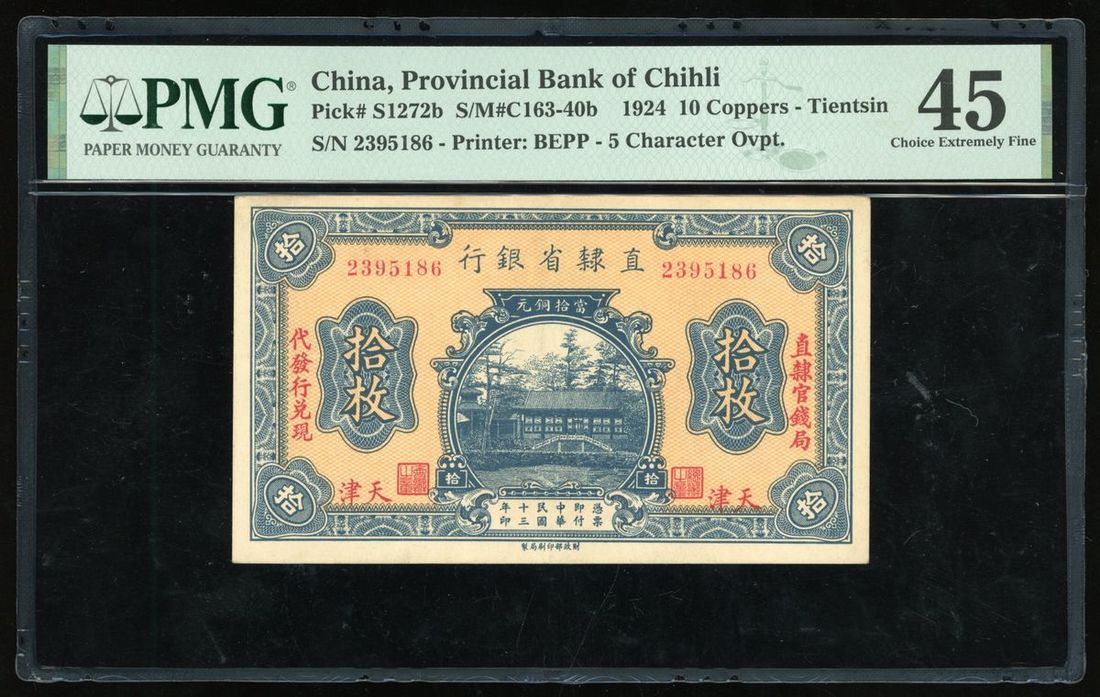 PMG®
PAPER MONEY GUARANTY
China, Provincial Bank of Chihli
Pick# S1272b S/M#C163-40b 1924 10 Coppers - Tientsin
S/N 2395186 - Printer: BEPP - 5 Character Ovpt.
45
Choice Extremely Fine
行銀省隸直
2395186
2395186
元銅拾當
拾
拾
拾枚
拾枚
代發行兌現
直隸官錢局
拾
拾
津天
津天
年十民中即憑
印三國華付票
拾
拾
製局刷印部政財